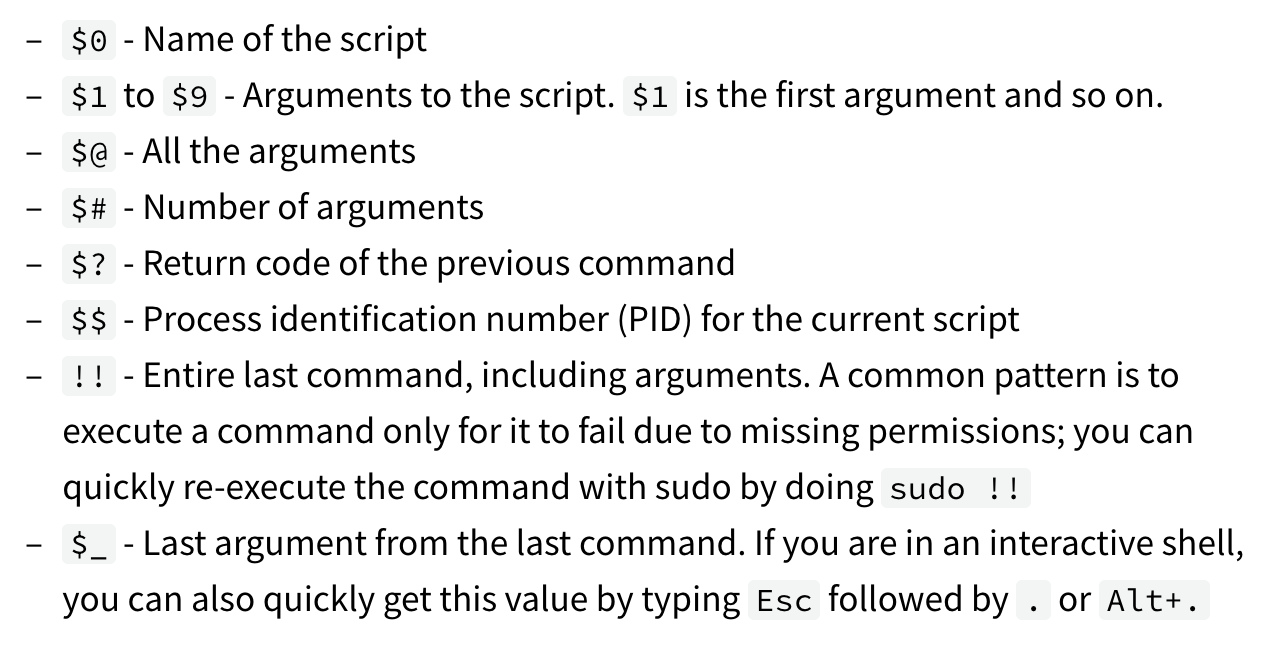 – $0 - Name of the script
– $1 to $9 - Arguments to the script. $1 is the first argument and so on.
– $@ - All the arguments
– $# - Number of arguments
– $? - Return code of the previous command
– $$ - Process identification number (PID) for the current script
– !! - Entire last command, including arguments. A common pattern is to
execute a command only for it to fail due to missing permissions; you can
quickly re-execute the command with sudo by doing sudo !!
– $_ - Last argument from the last command. If you are in an interactive shell,
you can also quickly get this value by typing Esc followed by . or Alt+.